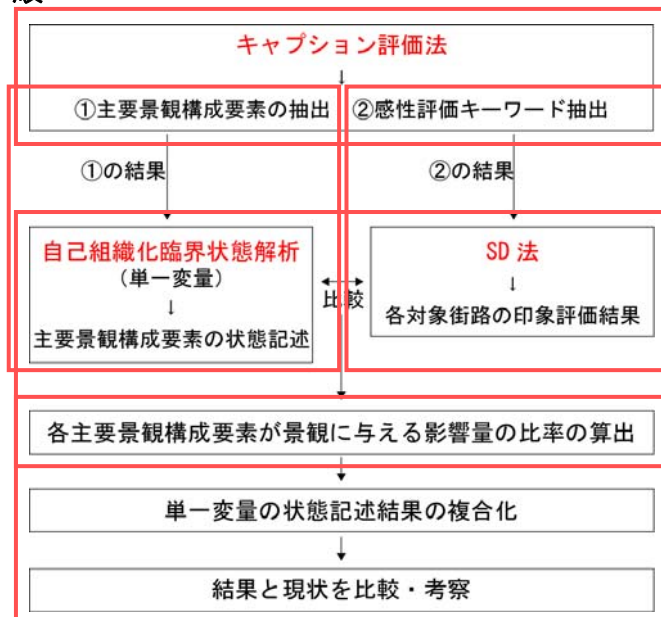 キャプション評価法
↓
①主要景観構成要素の抽出 ②感性評価キーワード抽出
①の結果 ②の結果
自己組織化臨界状態解析
(単一変量)
↓
主要景観構成要素の状態記述
比較
SD 法
↓
各対象街路の印象評価結果
各主要景観構成要素が景観に与える影響量の比率の算出
単一変量の状態記述結果の複合化
結果と現状を比較・考察